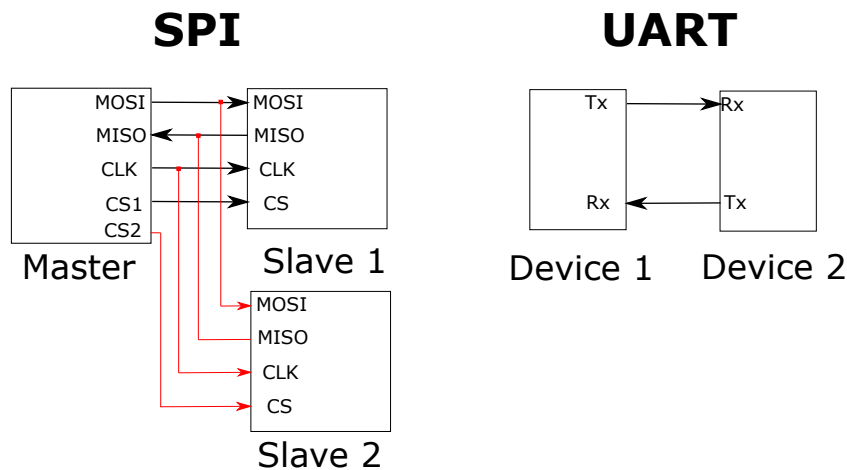 SPI
MOSI
MISO
CLK
CS1
CS2
Master
MOSI
MISO
CLK
CS
Slave 1
MOSI
MISO
CLK
CS
Slave 2
UART
Tx
Rx
Device 1
Rx
Tx
Device 2